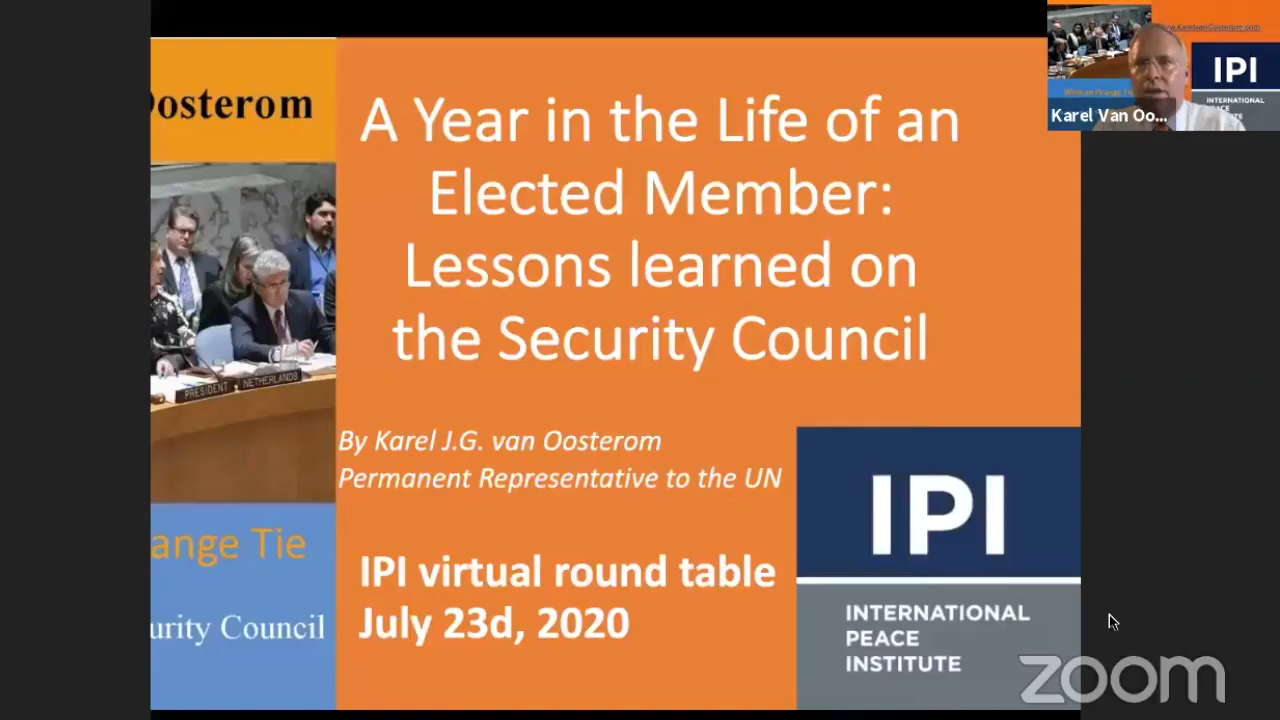 Oosterom
PRESIDENT
NETHERLANDS
ange Tie
urity Council
A Year in the Life of an
Elected Member:
Lessons learned on
the Security Council
By Karel J.G. van Oosterom
Permanent Representative to the UN
IPI virtual round table
July 23d, 2020
IPI
INTERNATIONAL
PEACE
INSTITUTE
IPI
INTERNATIONAL
Karel Van Oo...
zoom